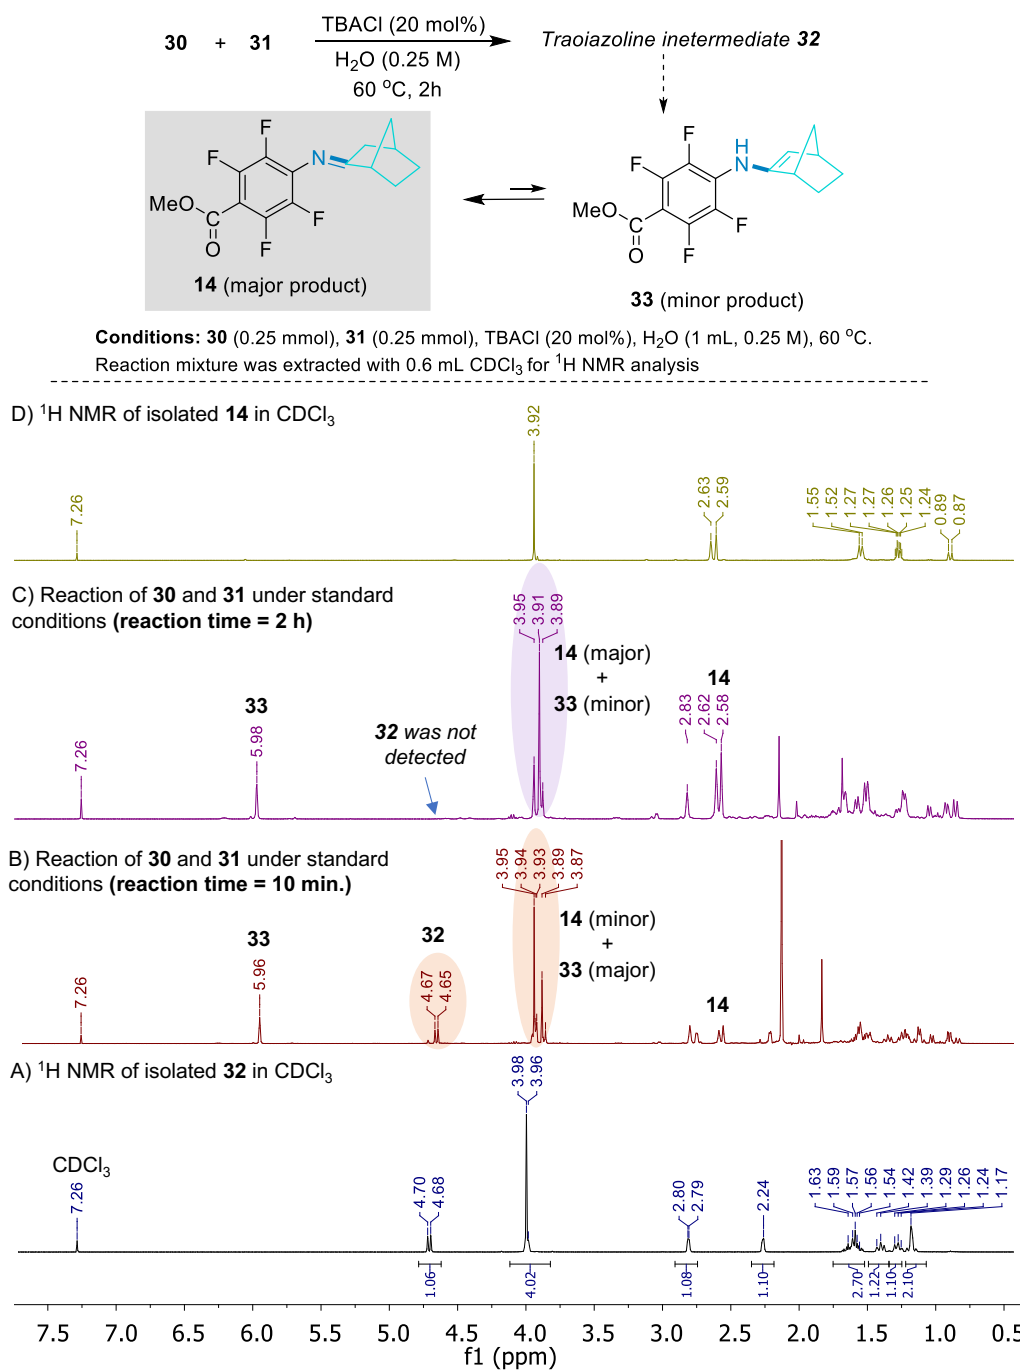 30 + 31
TBACl (20 mol%)
H2O (0.25 M)
60 oC, 2h
Traoiazoline inetermediate 32
F
F
N
MeO
C
O
F
F
14 (major product)
F
F
H
N
MeO
C
O
F
F
33 (minor product)
Conditions: 30 (0.25 mmol), 31 (0.25 mmol), TBACl (20 mol%), H2O (1 mL, 0.25 M), 60 oC.
Reaction mixture was extracted with 0.6 mL CDCl3 for 1H NMR analysis
D) 1H NMR of isolated 14 in CDCl3
7.26
3.92
2.63
2.59
1.55
1.52
1.27
1.27
1.26
1.25
1.24
0.89
0.87
C) Reaction of 30 and 31 under standard
conditions (reaction time = 2 h)
7.26
33
5.98
32 was not
detected
3.95
3.91
3.89
14 (major)
+
33 (minor)
14
2.83
2.62
2.58
B) Reaction of 30 and 31 under standard
conditions (reaction time = 10 min.)
7.26
33
5.96
32
4.67
4.65
3.95
3.94
3.93
3.89
3.87
14 (minor)
+
33 (major)
14
A) 1H NMR of isolated 32 in CDCl3
CDCl3
7.26
4.70
4.68
3.98
3.96
2.80
2.79
2.24
1.63
1.59
1.57
1.56
1.54
1.42
1.39
1.29
1.26
1.24
1.17
1.06
4.02
1.08
1.10
2.70
1.22
1.10
2.10
7.5 7.0 6.5 6.0 5.5 5.0 4.5 4.0 3.5 3.0 2.5 2.0 1.5 1.0 0.5
f1 (ppm)